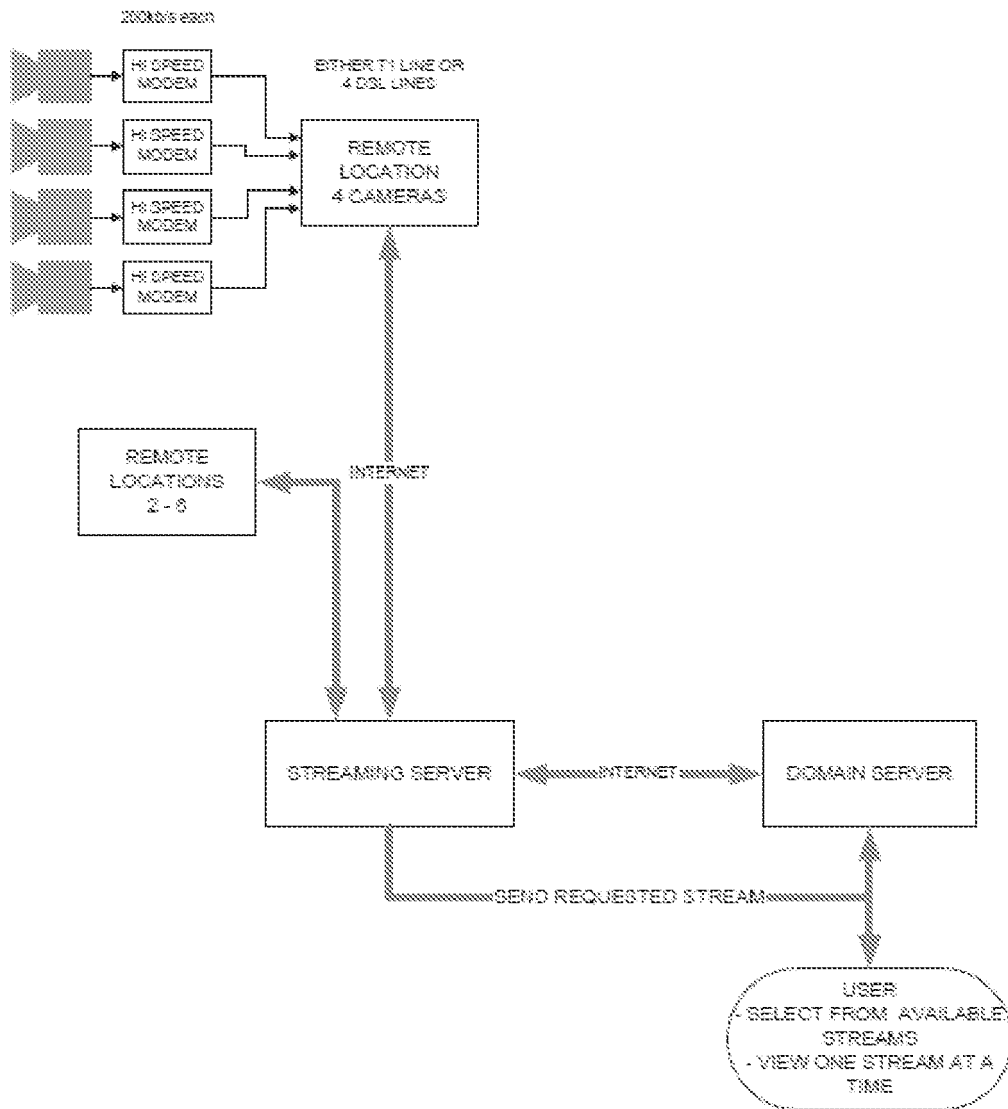 200kb/s each
HI SPEED
MODEM
EITHER T1 LINE OR
4 DSL LINES
HI SPEED
MODEM
REMOTE
LOCATION
4 CAMERAS
HI SPEED
MODEM
HI SPEED
MODEM
REMOTE
LOCATIONS
2 - 6
INTERNET
STREAMING SERVER
INTERNET
DOMAIN SERVER
SEND REQUESTED STREAM
USER
- SELECT FROM AVAILABLE
STREAMS
- VIEW ONE STREAM AT A
TIME